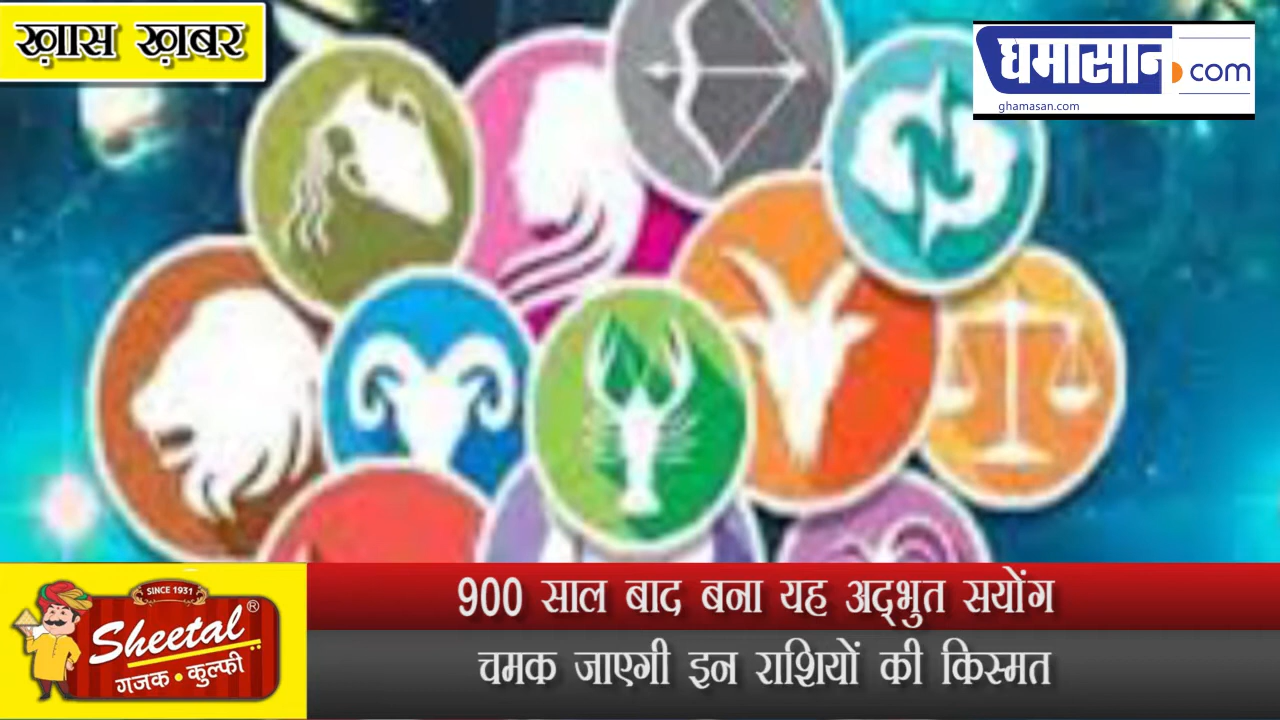 ख़ास ख़बर
घमासान.com
ghamasan.com
900 साल बाद बना यह अद्भुत सयोंग
चमक जाएगी इन राशियों की किस्मत
SINCE 1931
Sheetal®
गजक • कुल्फी